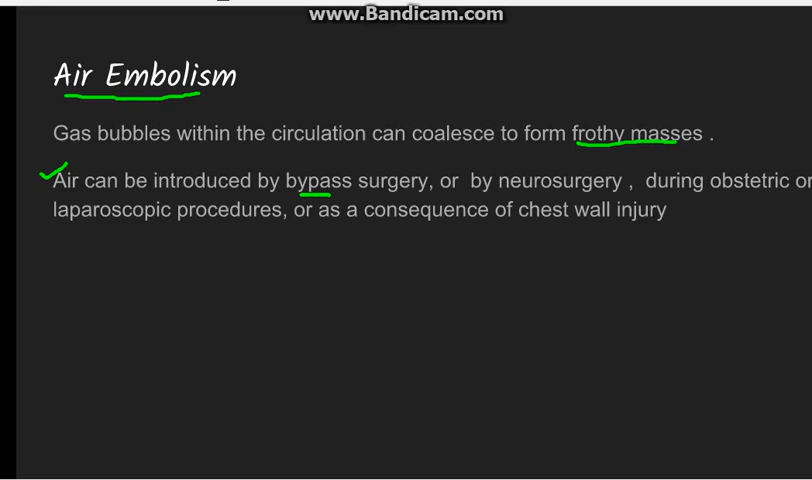 www.Bandicam.com
Air Embolism
Gas bubbles within the circulation can coalesce to form frothy masses .
Air can be introduced by bypass surgery, or by neurosurgery , during obstetric or
laparoscopic procedures, or as a consequence of chest wall injury